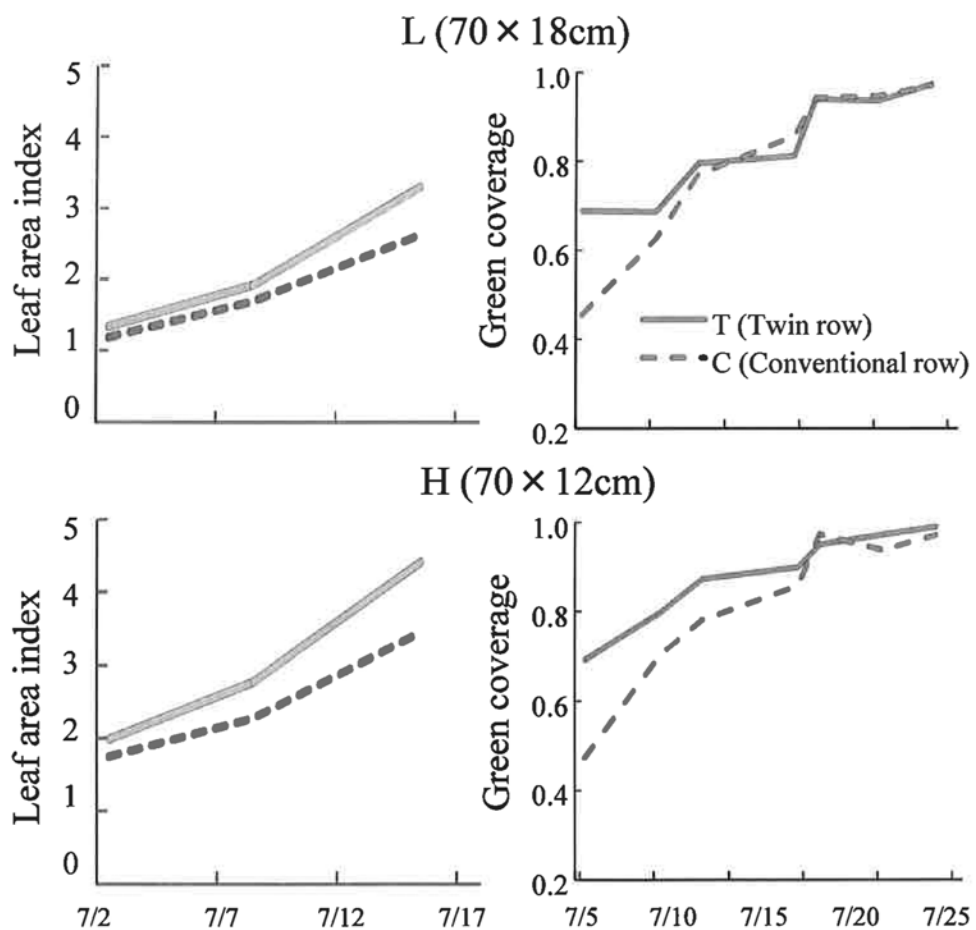 L (70 × 18cm)
Leaf area index
5
4
3
2
1
0
Green coverage
1.0
0.8
0.6
0.4
0.2
T (Twin row)
C (Conventional row)
H (70 × 12cm)
Leaf area index
5
4
3
2
1
0
7/2 7/7 7/12 7/17
Green coverage
1.0
0.8
0.6
0.4
0.2
7/5 7/10 7/15 7/20 7/25